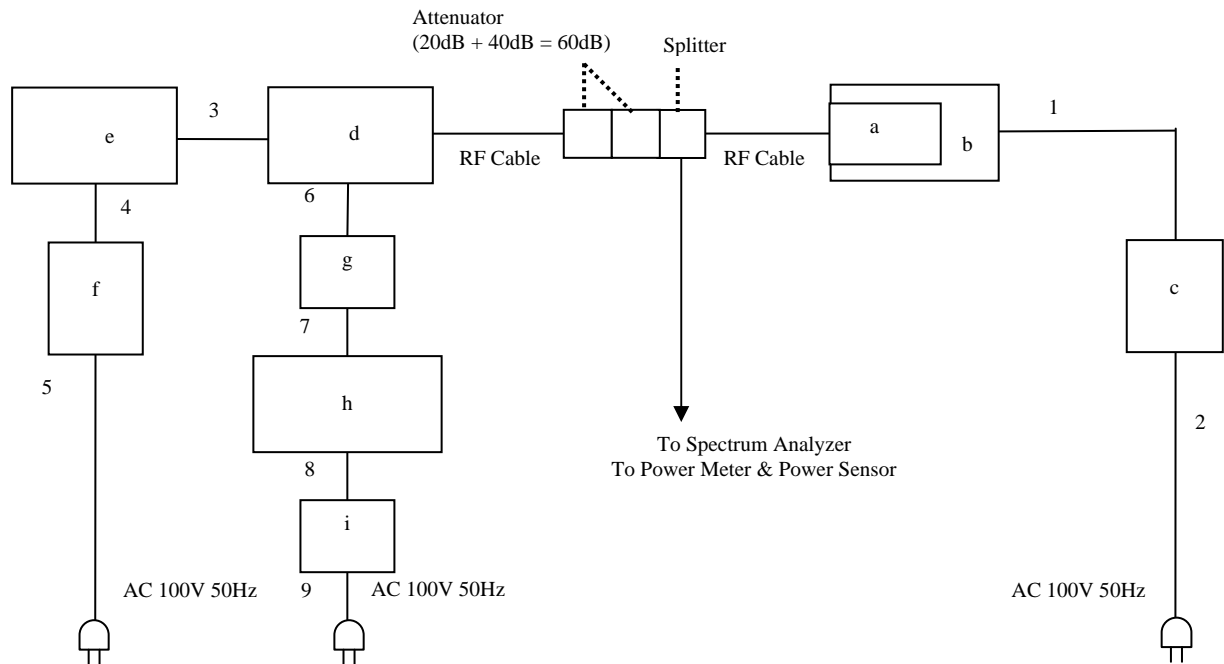 Attenuator
(20dB + 40dB = 60dB)
Splitter
3
1
e
d
a
b
RF Cable
RF Cable
4
6
f
g
c
7
5
h
2
To Spectrum Analyzer
To Power Meter & Power Sensor
8
i
AC 100V 50Hz
9
AC 100V 50Hz
AC 100V 50Hz